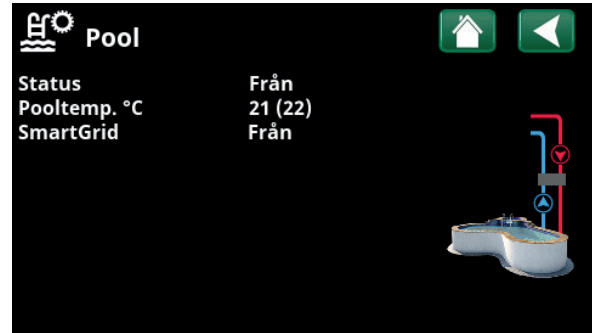 Pool
Status Från
Pooltemp. °C 21 (22)
SmartGrid Från